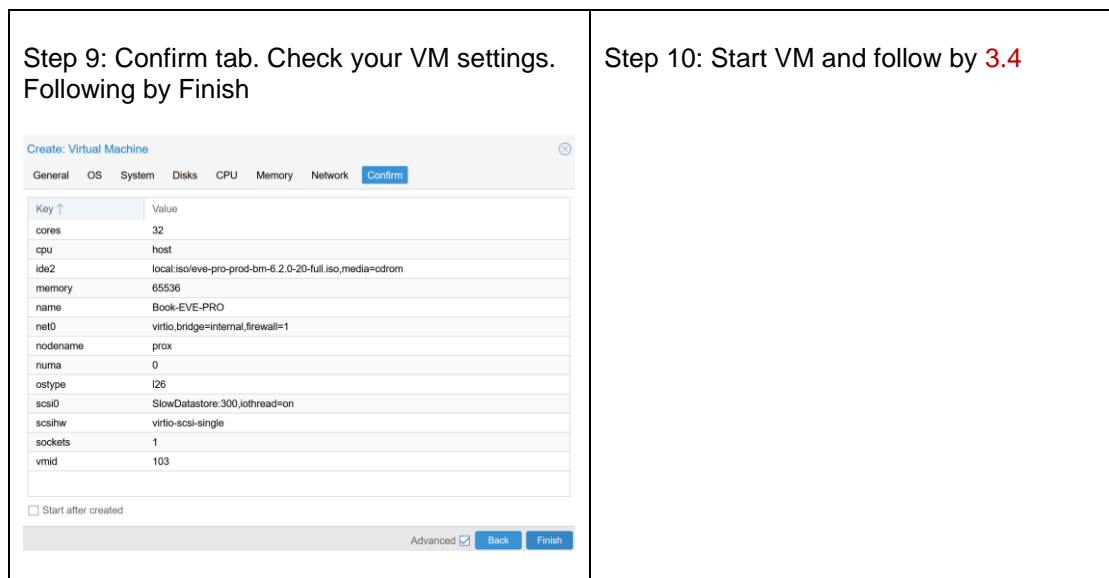 Step 9: Confirm tab. Check your VM settings.
Following by Finish
Create: Virtual Machine
General OS System Disks CPU Memory Network Confirm
Key ↑ Value
cores 32
cpu host
ide2 local:iso/eve-pro-prod-bm-6.2.0-20-full.iso,media=cdrom
memory 65536
name Book-EVE-PRO
net0 virtio,bridge=internal,firewall=1
nodename prox
numa 0
ostype l26
scsi0 SlowDatastore:300,iothread=on
scsihw virtio-scsi-single
sockets 1
vmid 103
Start after created
Advanced Back Finish
Step 10: Start VM and follow by 3.4